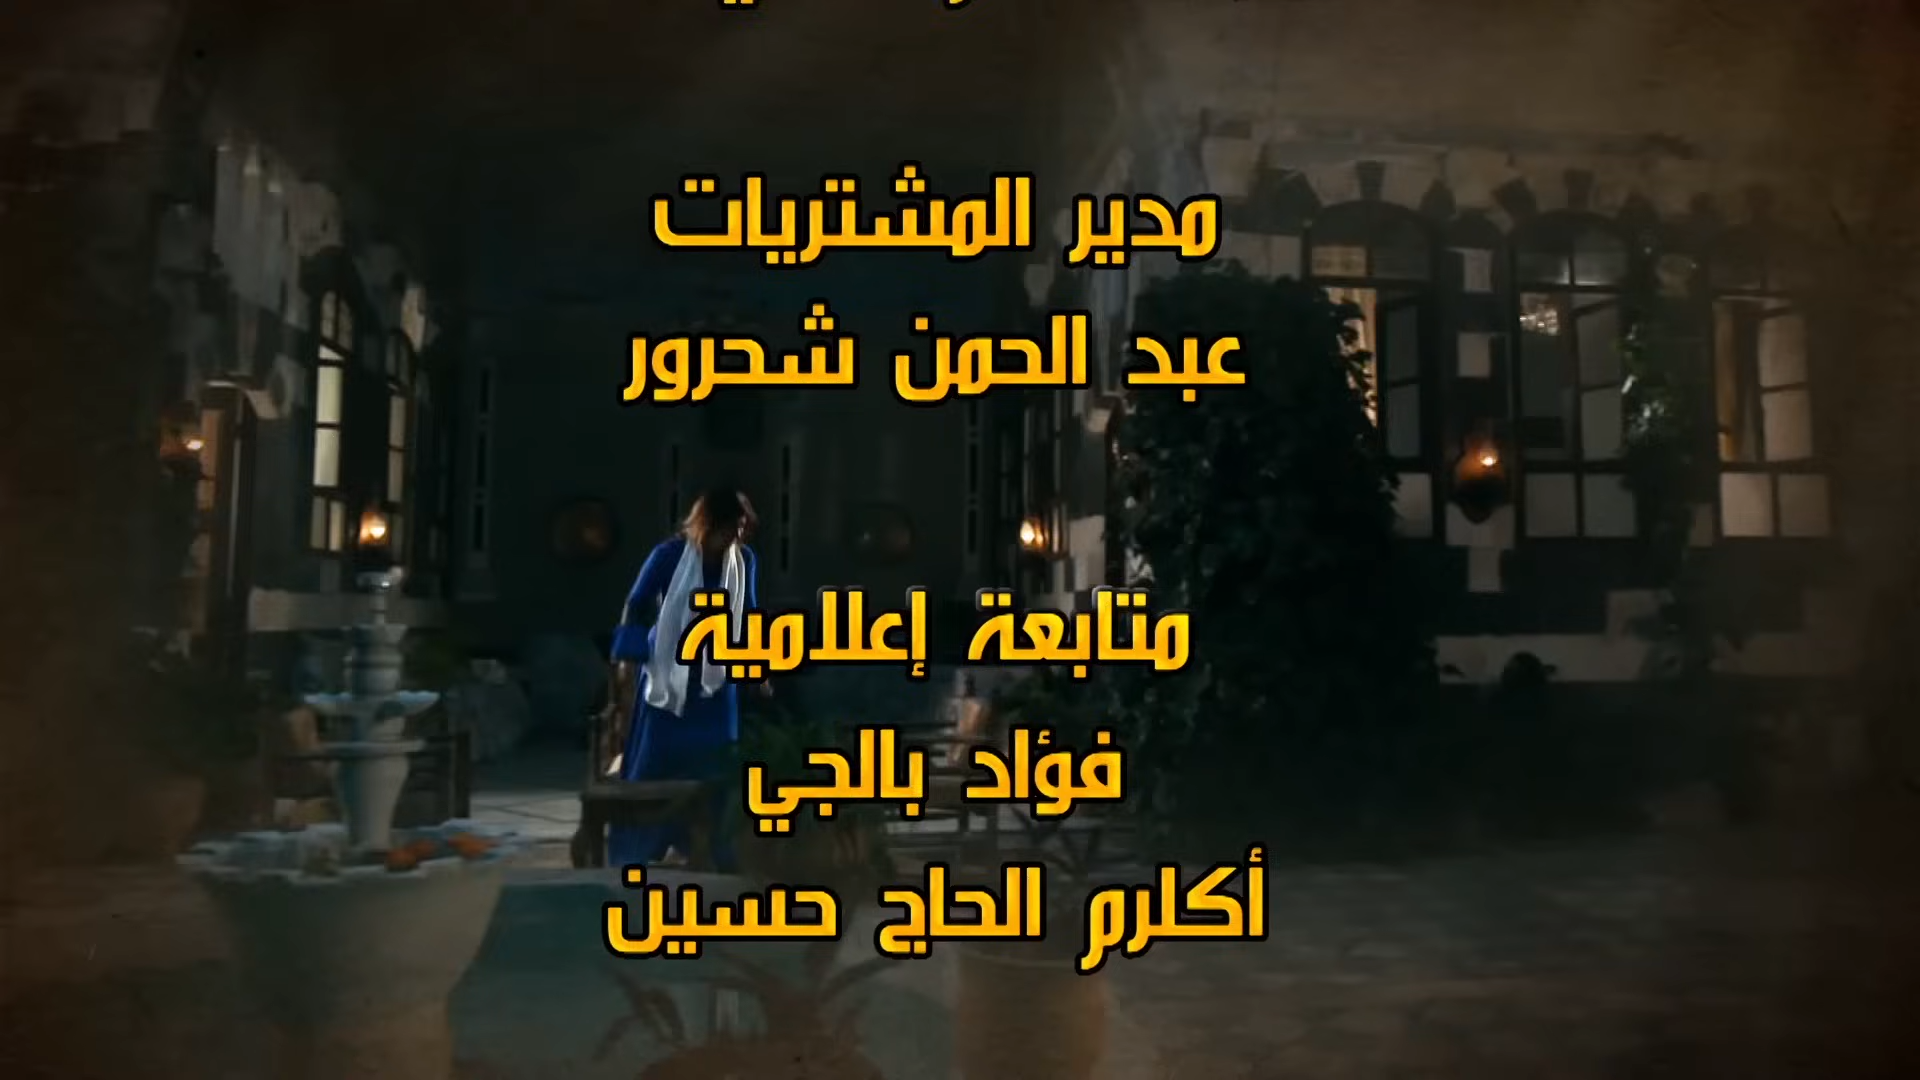 مدير المشتريات
عبد الحمن شحرور
متابعة إعلامية
فؤاد بالجي
أكلرم الحاج حسين